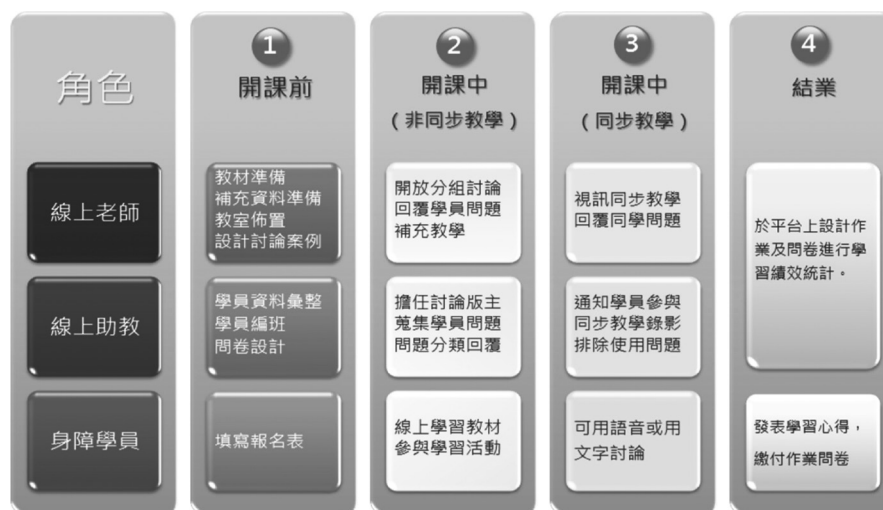 角色
線上老師
線上助教
身障學員
1
開課前
教材準備
補充資料準備
教室佈置
設計討論案例
學員資料彙整
學員編班
問卷設計
填寫報名表
2
開課中
(非同步教學)
開放分組討論
回覆學員問題
補充教學
擔任討論版主
蒐集學員問題
問題分類回覆
線上學習教材
參與學習活動
3
開課中
(同步教學)
視訊同步教學
回覆同學問題
通知學員參與
同步教學錄影
排除使用問題
可用語音或用
文字討論
4
結業
於平台上設計作
業及問卷進行學
習績效統計。
發表學習心得，
繳付作業問卷